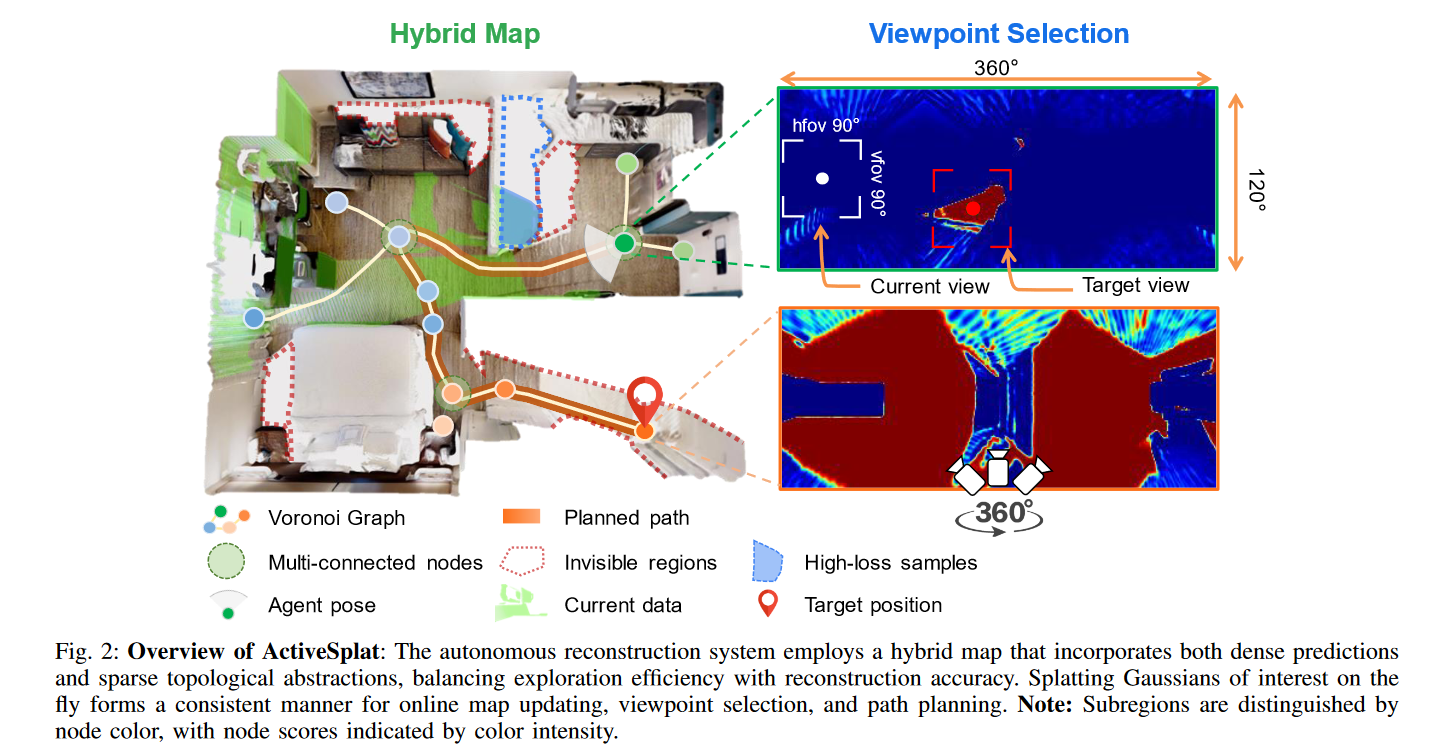 Hybrid Map
Viewpoint Selection
360°
hfov 90°
vfov 90°
120°
Current view
Target view
360°
Voronoi Graph
Planned path
Multi-connected nodes
Invisible regions
High-loss samples
Agent pose
Current data
Target position
Fig. 2: Overview of ActiveSplat: The autonomous reconstruction system employs a hybrid map that incorporates both dense predictions
and sparse topological abstractions, balancing exploration efficiency with reconstruction accuracy. Splatting Gaussians of interest on the
fly forms a consistent manner for online map updating, viewpoint selection, and path planning. Note: Subregions are distinguished by
node color, with node scores indicated by color intensity.